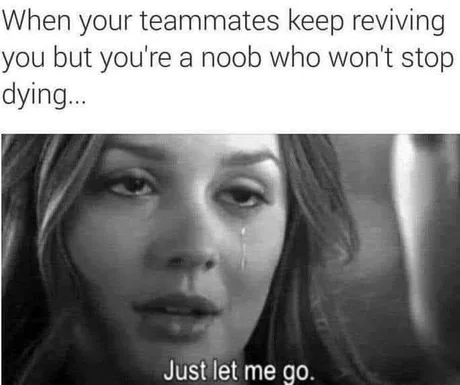 When your teammates keep reviving
you but you're a noob who won't stop
dying...
Just let me go.